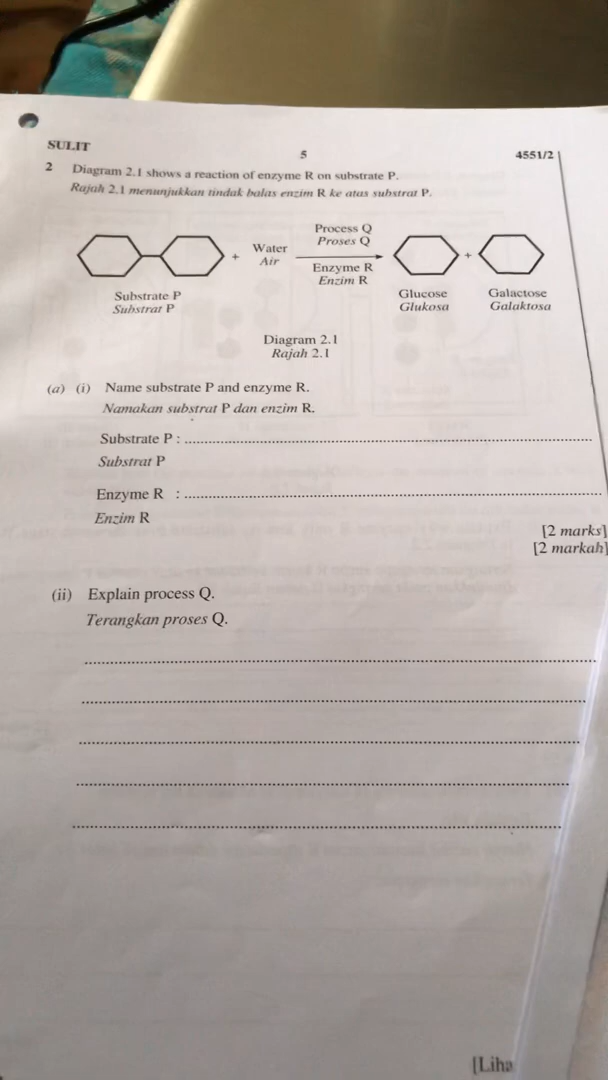 SULIT
5
4551/2
2 Diagram 2.1 shows a reaction of enzyme R on substrate P.
Rajah 2.1 menunjukkan tindak balas enzim R ke atas substrat P.
Process Q
Proses Q
+ Water
Air
Enzyme R
Enzim R
+
Substrate P
Substrat P
Glucose
Glukosa
Galactose
Galaktosa
Diagram 2.1
Rajah 2.1
(a) (i) Name substrate P and enzyme R.
Namakan substrat P dan enzim R.
Substrate P : ....................................................................
Substrat P
Enzyme R : ....................................................................
Enzim R
[2 marks]
[2 markah]
(ii) Explain process Q.
Terangkan proses Q.
[Liha